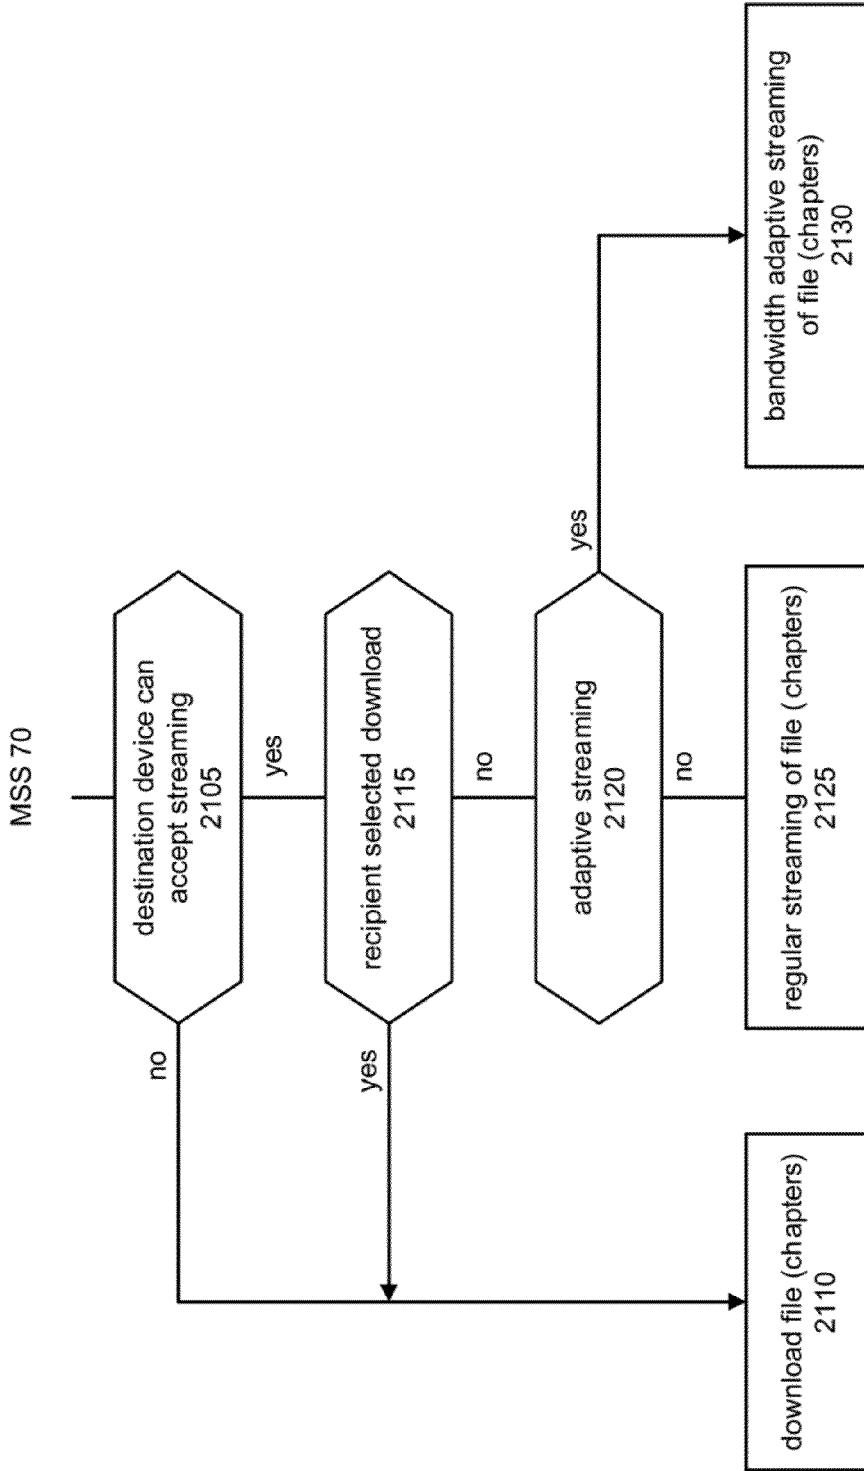 MSS 70
destination device can
accept streaming
2105
no
yes
recipient selected download
2115
yes
no
adaptive streaming
2120
yes
no
download file (chapters)
2110
regular streaming of file ( chapters)
2125
bandwidth adaptive streaming
of file (chapters)
2130